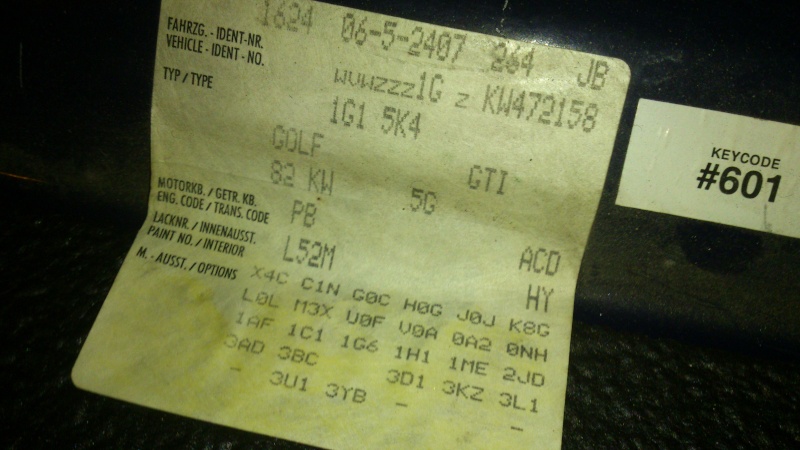 1624 06-5-2407 264 JB
FAHRZG. - IDENT-NR.
VEHICLE - IDENT - NO.
WVWZZZ1G Z KW472158
TYP / TYPE
1G1 5K4
GOLF GTI
82 KW 5G
MOTORKB. / GETR. KB.
ENG. CODE / TRANS. CODE
PB ACD
LACKNR. / INNENAUSST.
PAINT NO. / INTERIOR
L52M HY
M. - AUSST. / OPTIONS
X4C C1N G0C H0G J0J K8G
L0L M3X U0F V0A 0A2 0NH
1AF 1C1 1G6 1H1 1ME 2JD
3AD 3BC 3D1 3KZ 3L1
- 3U1 3YB - -
KEYCODE
#601